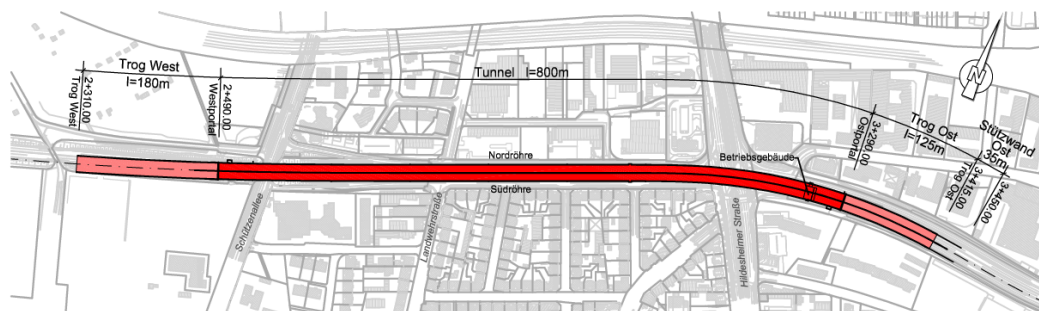 Trog West
l=180m
Tunnel l=800m
2+310.00
Trog West
2+490.00
Westportal
3+290.00
Ostportal
Trog Ost
l=125m
Stützwand
Ost
35m
3+415.00
Trog Ost
3+450.00
N
Nordröhre
Südröhre
Betriebsgebäude
Schützenallee
Landwehrstraße
Hildesheimer Straße